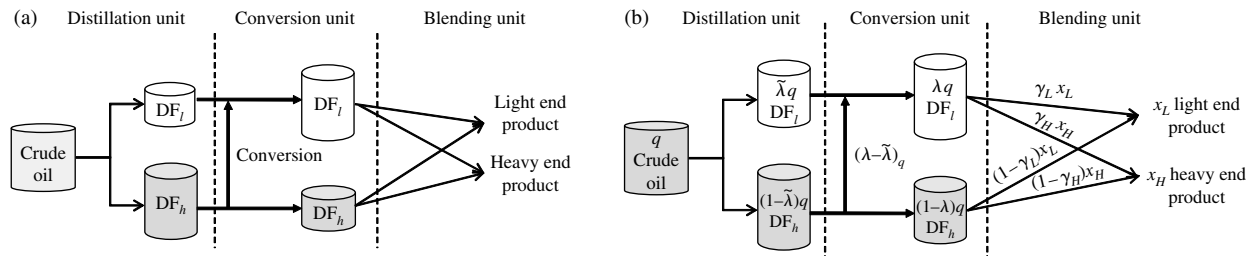 (a)
Distillation unit
Conversion unit
Blending unit
DF_l
DF_l
Light end
product
Crude
oil
Conversion
Heavy end
product
DF_h
DF_h
(b)
Distillation unit
Conversion unit
Blending unit
λ̃q
DF_l
λq
DF_l
γ_L x_L
γ_H x_H
x_L light end
product
q
Crude
oil
(λ–λ̃)_q
(1–γ_L)x_L
(1–γ_H)x_H
x_H heavy end
product
(1–λ̃)q
DF_h
(1–λ)q
DF_h